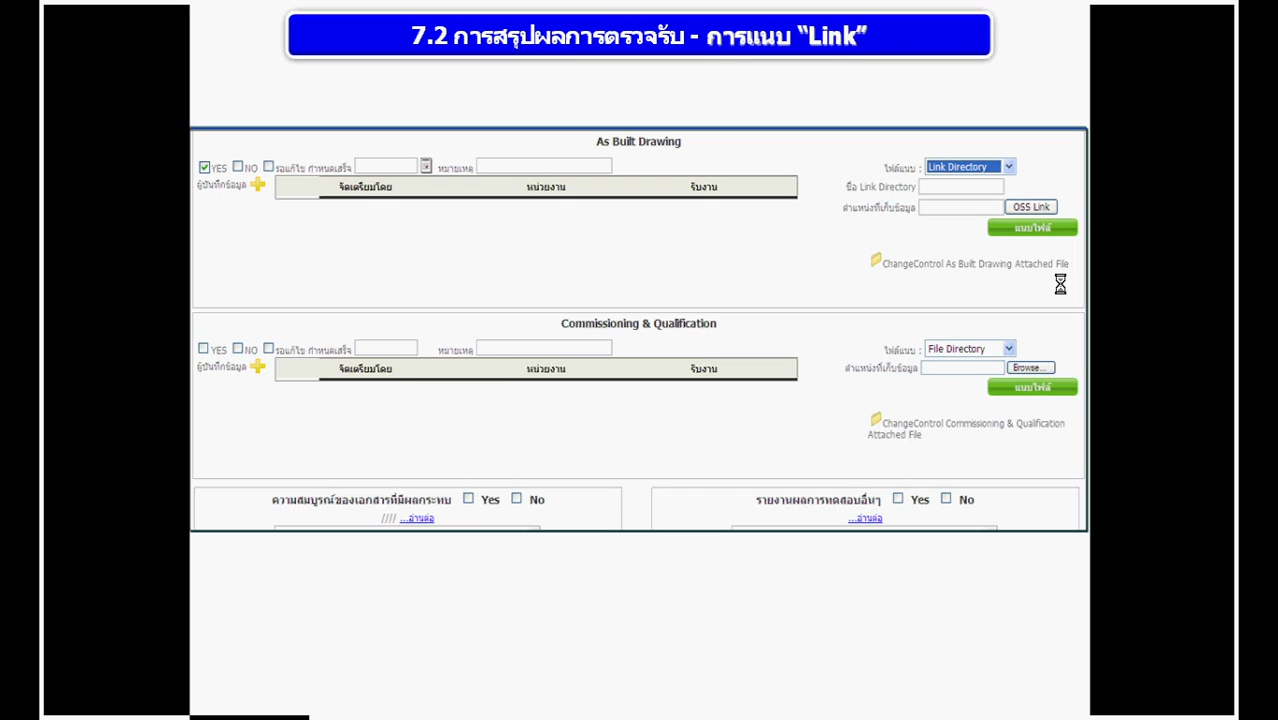 7.2 การสรุปผลการตรวจรับ - การแนบ “Link”
As Built Drawing
YES NO รอแก้ไข กำหนดเสร็จ หมายเหตุ
ผู้บันทึกข้อมูล
จัดเตรียมโดย หน่วยงาน รับงาน
ไฟล์แนบ : Link Directory
ชื่อ Link Directory
ตำแหน่งที่เก็บข้อมูล OSS Link
แนบไฟล์
ChangeControl As Built Drawing Attached File
Commissioning & Qualification
YES NO รอแก้ไข กำหนดเสร็จ หมายเหตุ
ผู้บันทึกข้อมูล
จัดเตรียมโดย หน่วยงาน รับงาน
ไฟล์แนบ : File Directory
ตำแหน่งที่เก็บข้อมูล Browse...
แนบไฟล์
ChangeControl Commissioning & Qualification
Attached File
ความสมบูรณ์ของเอกสารที่มีผลกระทบ Yes No
//// ...อ่านต่อ
รายงานผลการทดสอบอื่นๆ Yes No
...อ่านต่อ